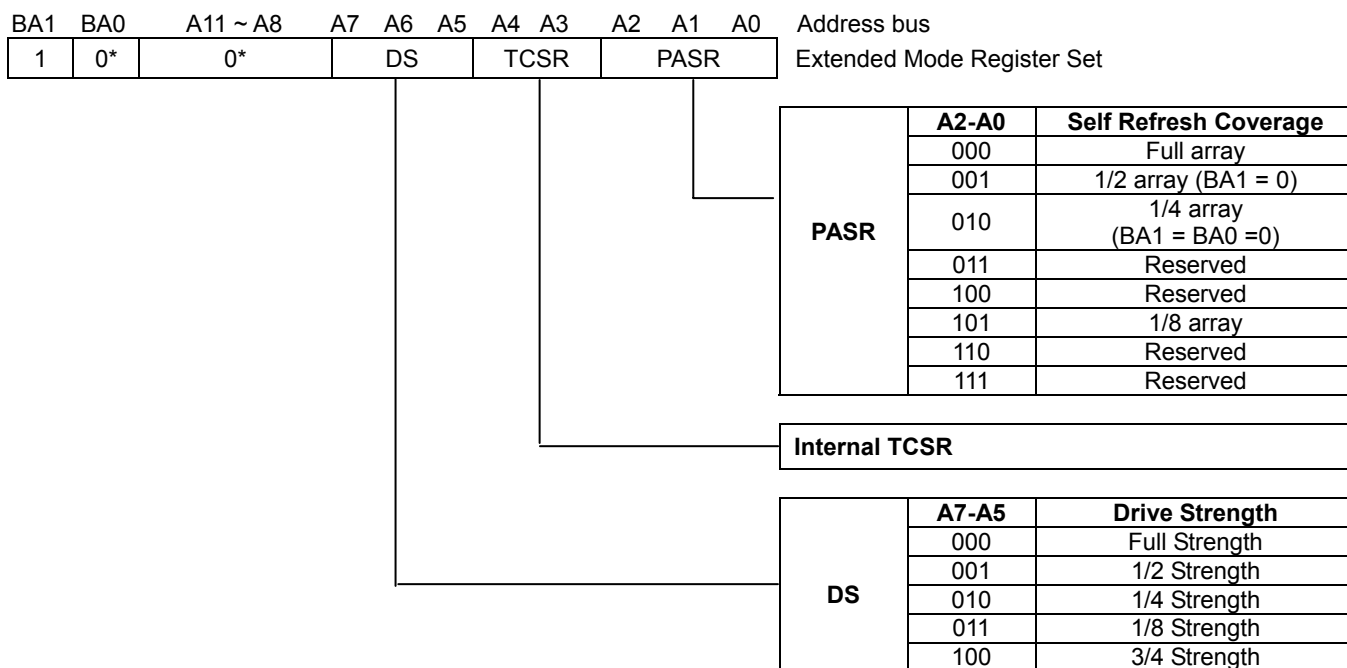 BA1 BA0 A11 ~ A8 A7 A6 A5 A4 A3 A2 A1 A0 Address bus
1 0* 0* DS TCSR PASR Extended Mode Register Set
PASR
A2-A0 Self Refresh Coverage
000 Full array
001 1/2 array (BA1 = 0)
010 1/4 array
(BA1 = BA0 =0)
011 Reserved
100 Reserved
101 1/8 array
110 Reserved
111 Reserved
Internal TCSR
DS
A7-A5 Drive Strength
000 Full Strength
001 1/2 Strength
010 1/4 Strength
011 1/8 Strength
100 3/4 Strength